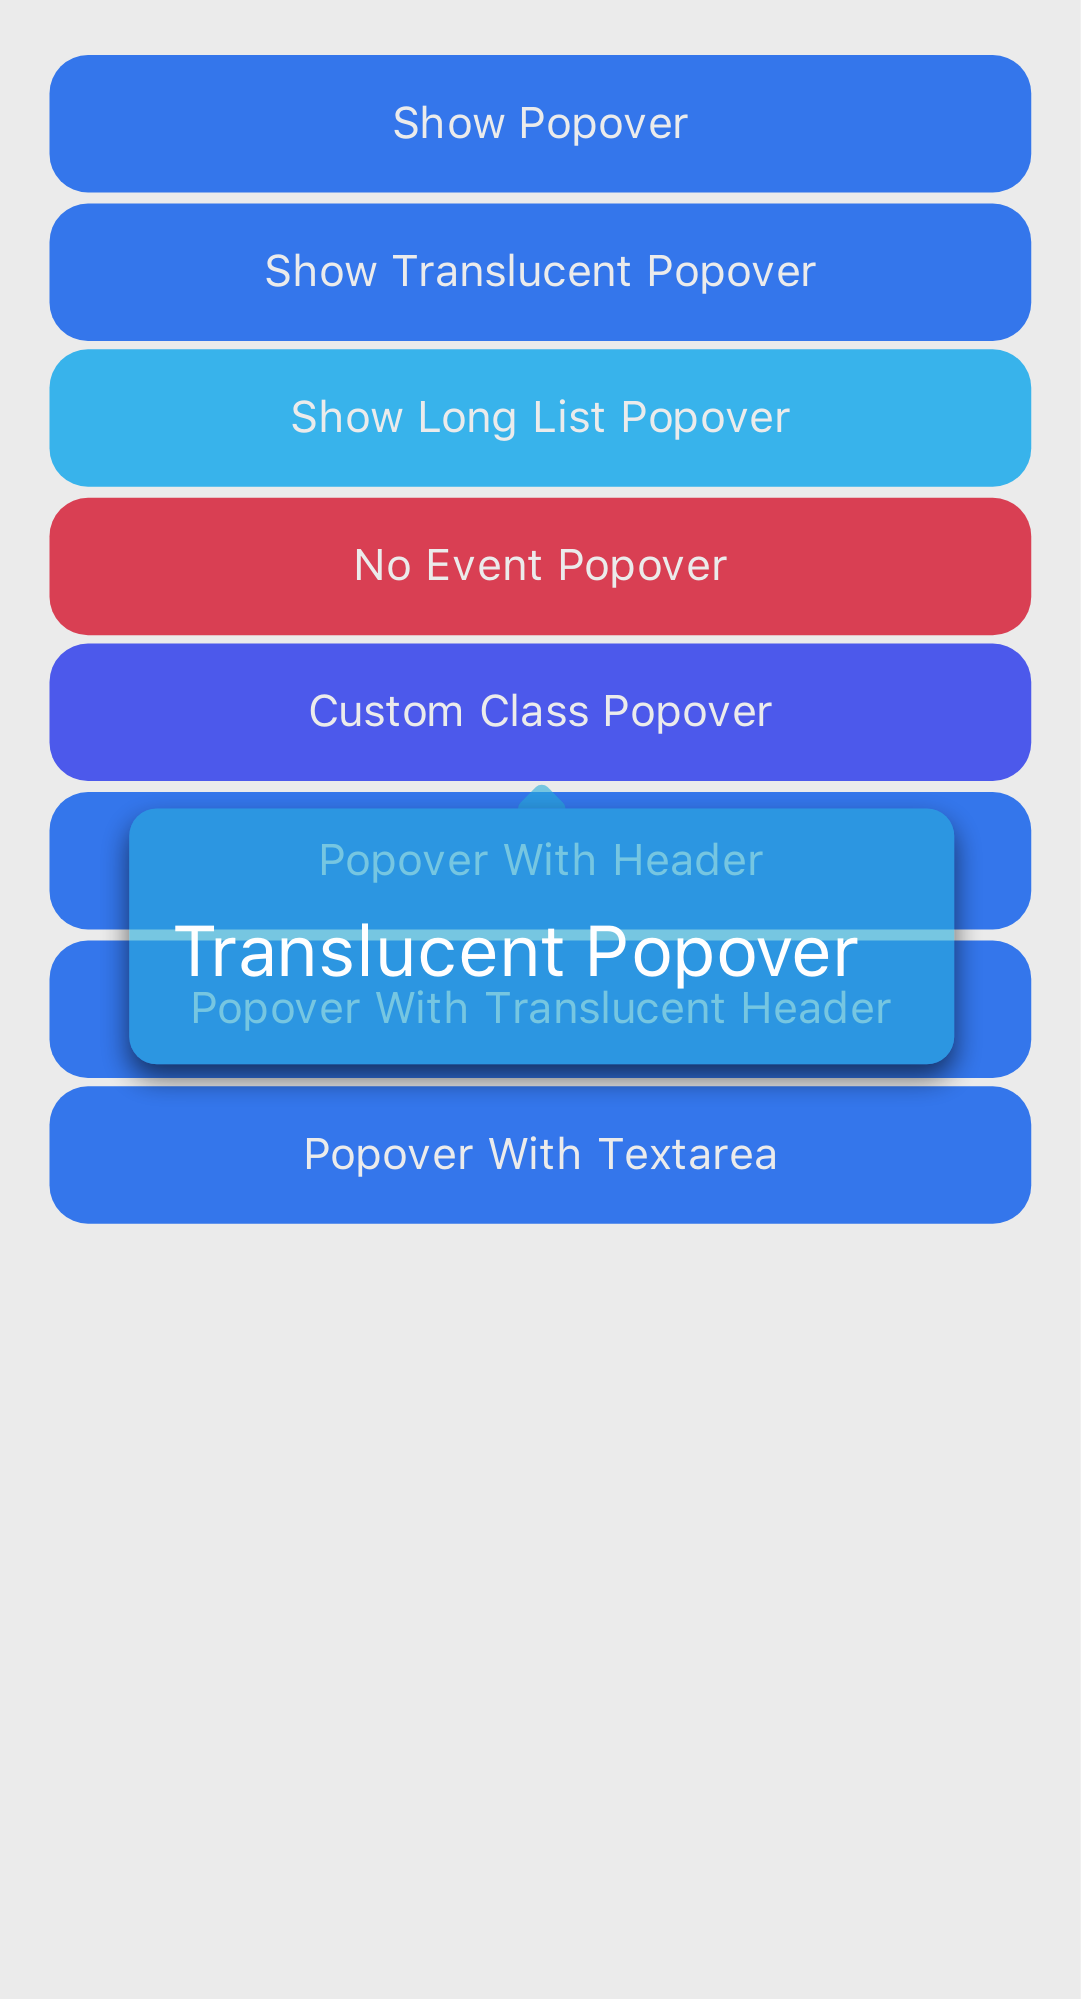 Show Popover
Show Translucent Popover
Show Long List Popover
No Event Popover
Custom Class Popover
Popover With Header
Translucent Popover
Popover With Translucent Header
Popover With Textarea